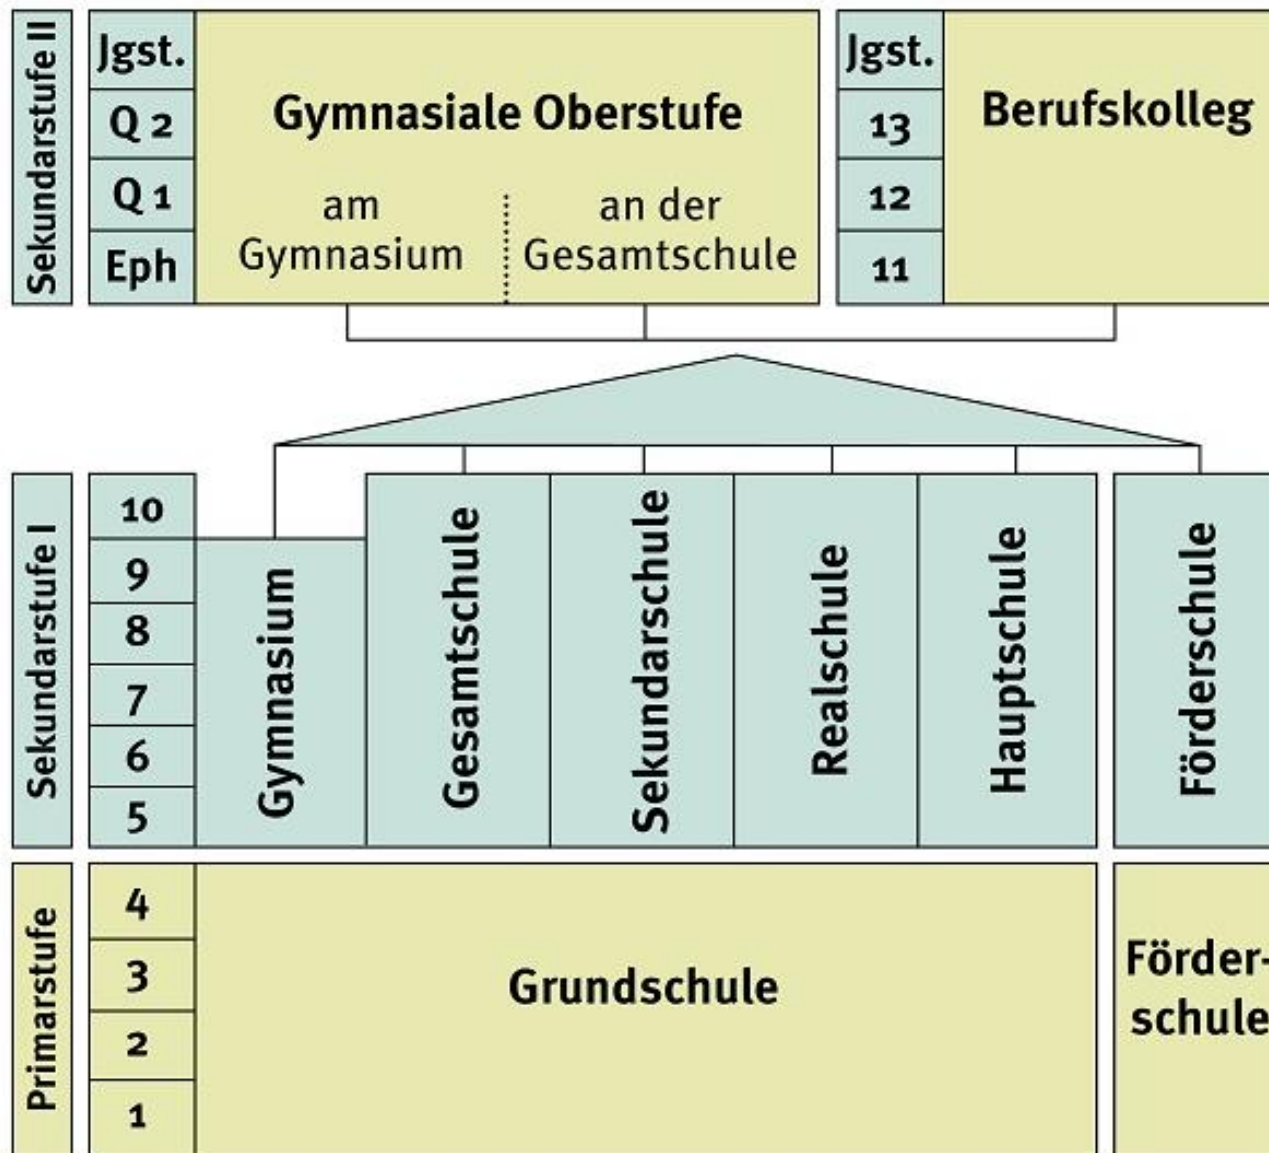 Sekundarstufe II
Jgst.
Q 2
Q 1
Eph
Gymnasiale Oberstufe
am
Gymnasium
an der
Gesamtschule
Jgst.
13
12
11
Berufskolleg
Sekundarstufe I
10
9
8
7
6
5
Gymnasium
Gesamtschule
Sekundarschule
Realschule
Hauptschule
Förderschule
Primarstufe
4
3
2
1
Grundschule
Förder-
schule